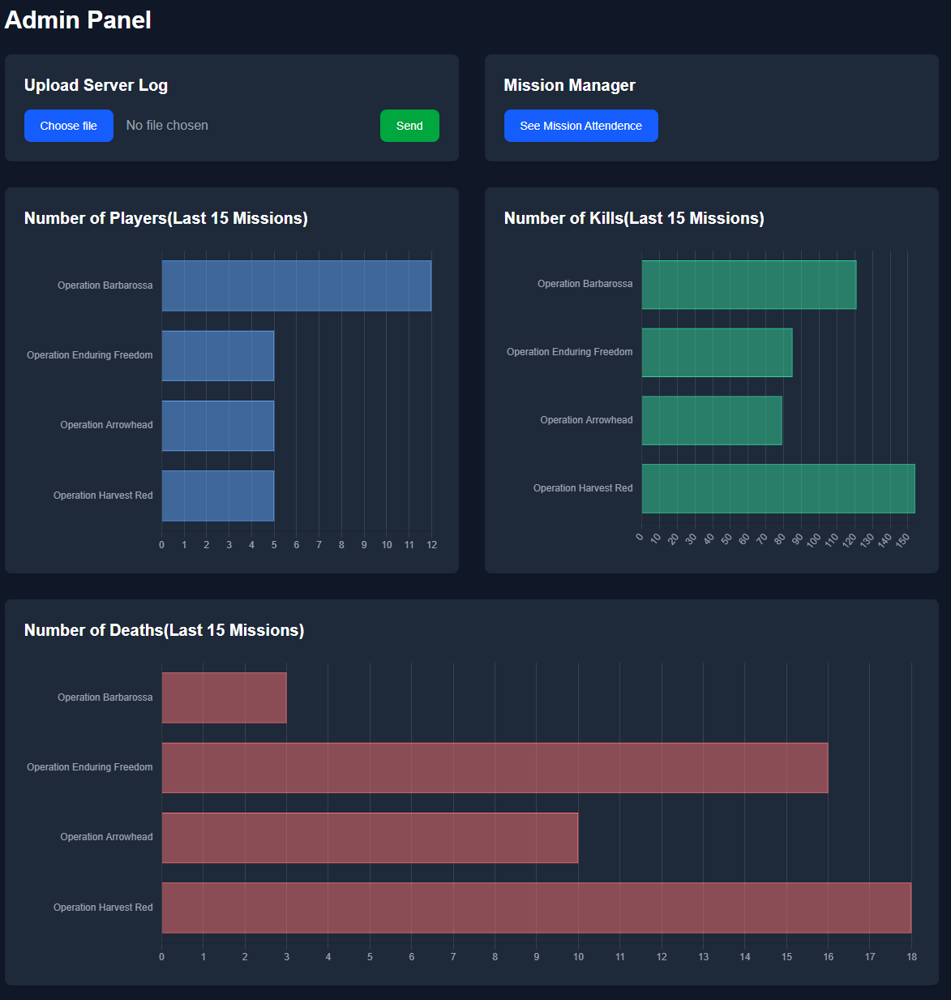 Admin Panel
Upload Server Log
Choose file No file chosen Send
Mission Manager
See Mission Attendence
Number of Players(Last 15 Missions)
Operation Barbarossa
Operation Enduring Freedom
Operation Arrowhead
Operation Harvest Red
0 1 2 3 4 5 6 7 8 9 10 11 12
Number of Kills(Last 15 Missions)
Operation Barbarossa
Operation Enduring Freedom
Operation Arrowhead
Operation Harvest Red
0 10 20 30 40 50 60 70 80 90 100 110 120 130 140 150
Number of Deaths(Last 15 Missions)
Operation Barbarossa
Operation Enduring Freedom
Operation Arrowhead
Operation Harvest Red
0 1 2 3 4 5 6 7 8 9 10 11 12 13 14 15 16 17 18